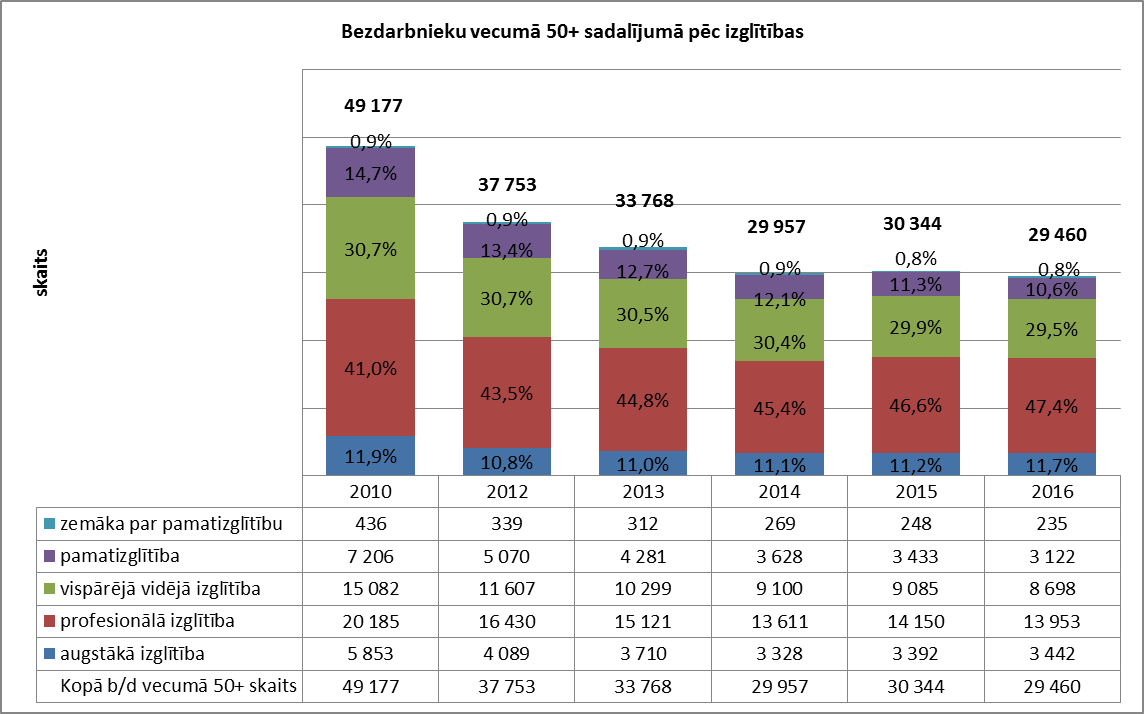 Bezdarbnieku vecumā 50+ sadalījumā pēc izglītības
skaits
49 177
37 753
33 768
29 957
30 344
29 460
0,9% 0,9% 0,9% 0,9% 0,8% 0,8%
14,7% 13,4% 12,7% 12,1% 11,3% 10,6%
30,7% 30,7% 30,5% 30,4% 29,9% 29,5%
41,0% 43,5% 44,8% 45,4% 46,6% 47,4%
11,9% 10,8% 11,0% 11,1% 11,2% 11,7%
2010 2012 2013 2014 2015 2016
zemāka par pamatizglītību 436 339 312 269 248 235
pamatizglītība 7 206 5 070 4 281 3 628 3 433 3 122
vispārējā vidējā izglītība 15 082 11 607 10 299 9 100 9 085 8 698
profesionālā izglītība 20 185 16 430 15 121 13 611 14 150 13 953
augstākā izglītība 5 853 4 089 3 710 3 328 3 392 3 442
Kopā b/d vecumā 50+ skaits 49 177 37 753 33 768 29 957 30 344 29 460